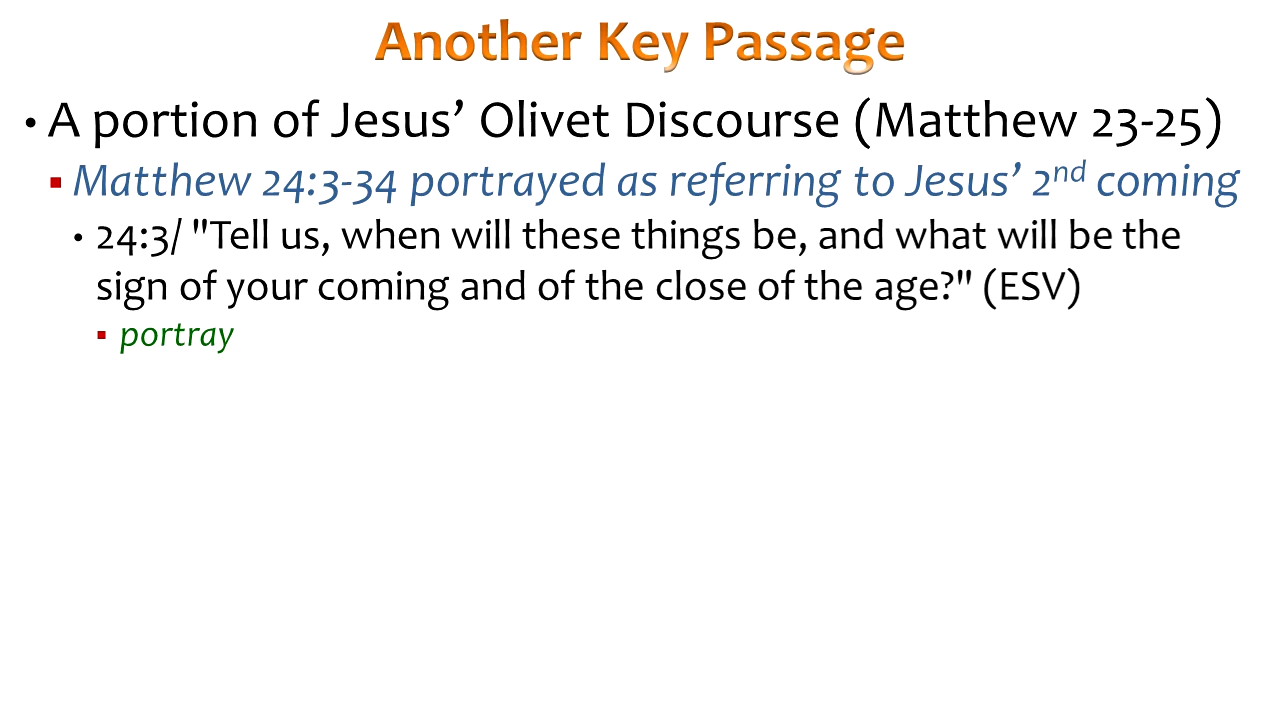 Another Key Passage
• A portion of Jesus’ Olivet Discourse (Matthew 23-25)
▪ Matthew 24:3-34 portrayed as referring to Jesus’ 2nd coming
• 24:3/ "Tell us, when will these things be, and what will be the
sign of your coming and of the close of the age?" (ESV)
▪ portray